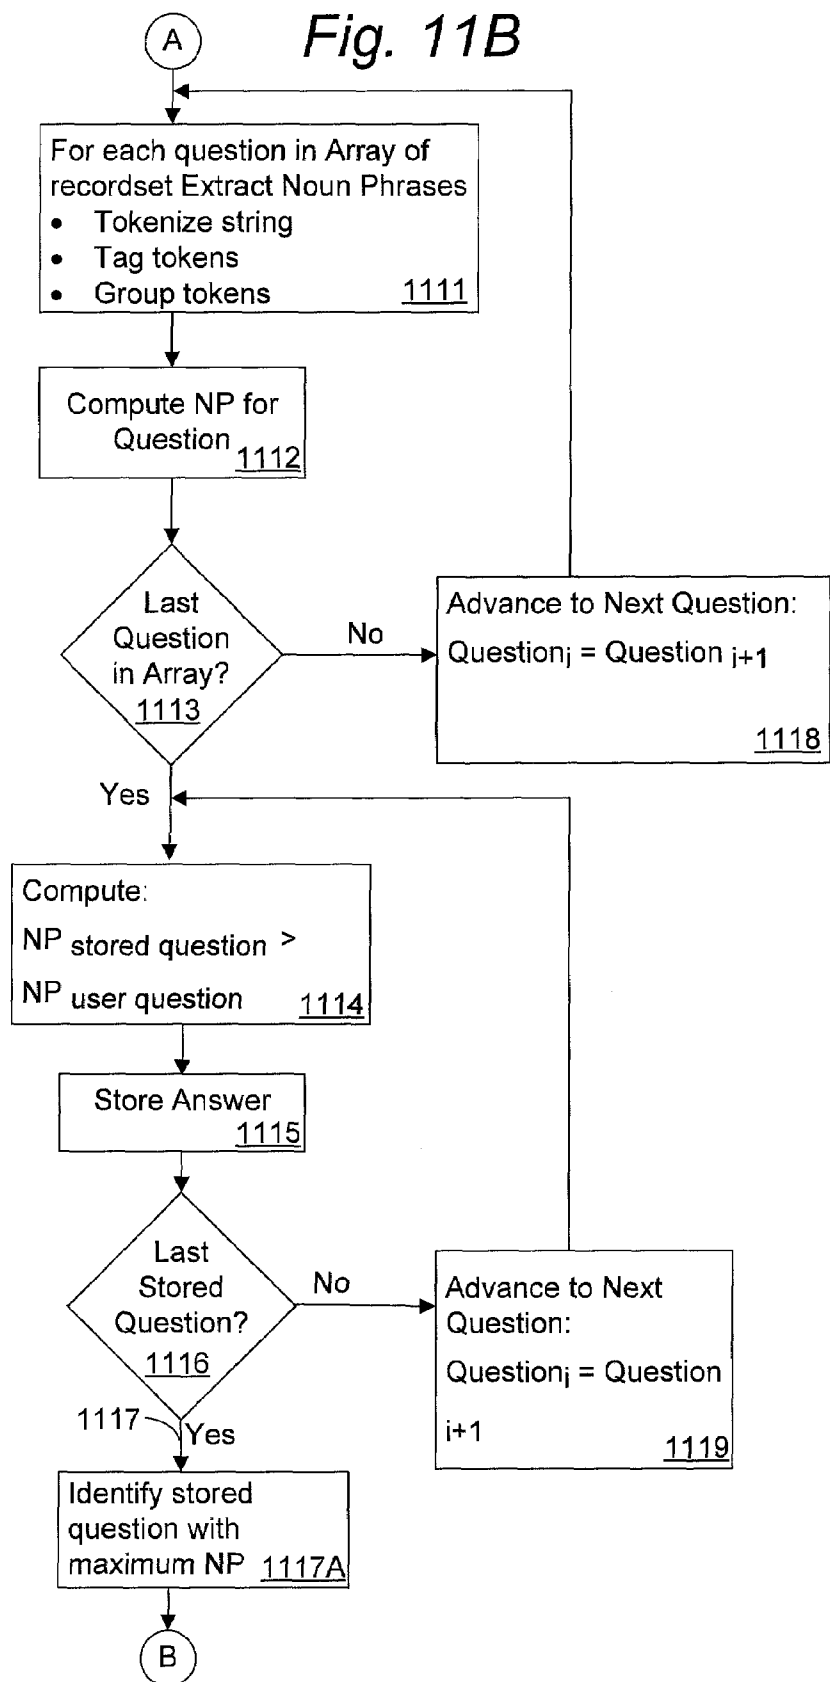 Fig. 11B
A
For each question in Array of
recordset Extract Noun Phrases
• Tokenize string
• Tag tokens
• Group tokens 1111
Compute NP for
Question 1112
Last
Question
in Array?
1113
No
Advance to Next Question:
Questioni = Question i+1
1118
Yes
Compute:
NP stored question >
NP user question 1114
Store Answer
1115
Last
Stored
Question?
1116
No
Advance to Next
Question:
Questioni = Question
i+1
1119
1117
Yes
Identify stored
question with
maximum NP 1117A
B